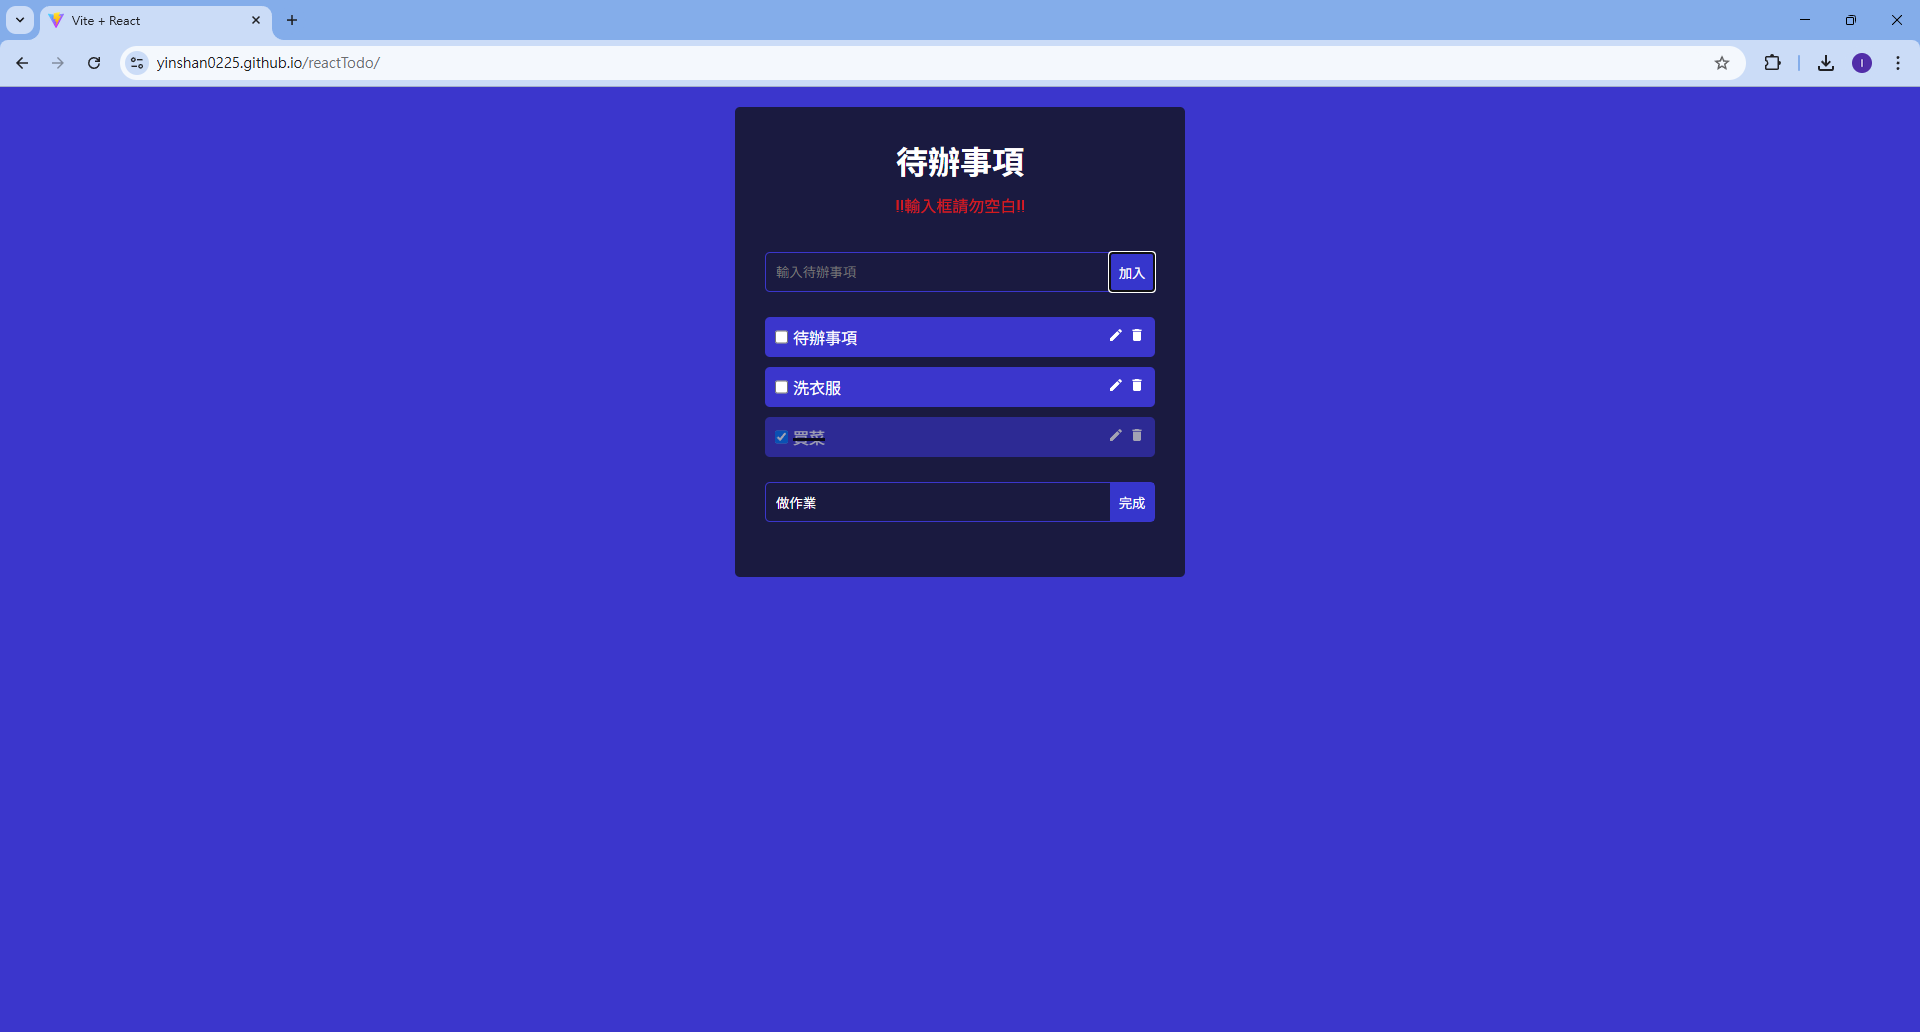 Vite + React
yinshan0225.github.io/reactTodo/
I
待辦事項
!!輸入框請勿空白!!
輸入待辦事項 加入
待辦事項
洗衣服
買菜
做作業 完成